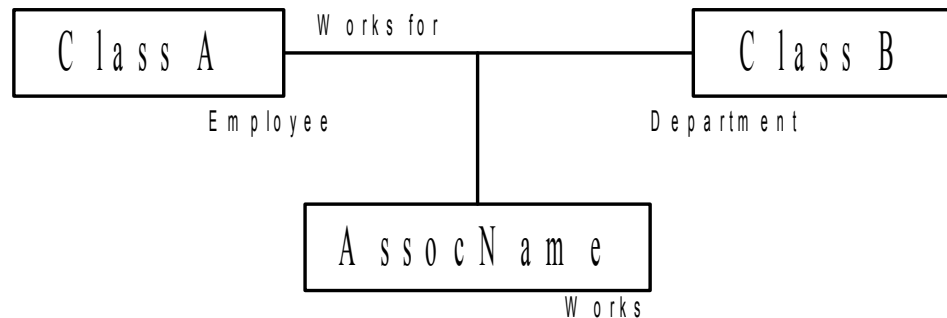 Works for
Class A
Class B
Employee
Department
AssocName
Works